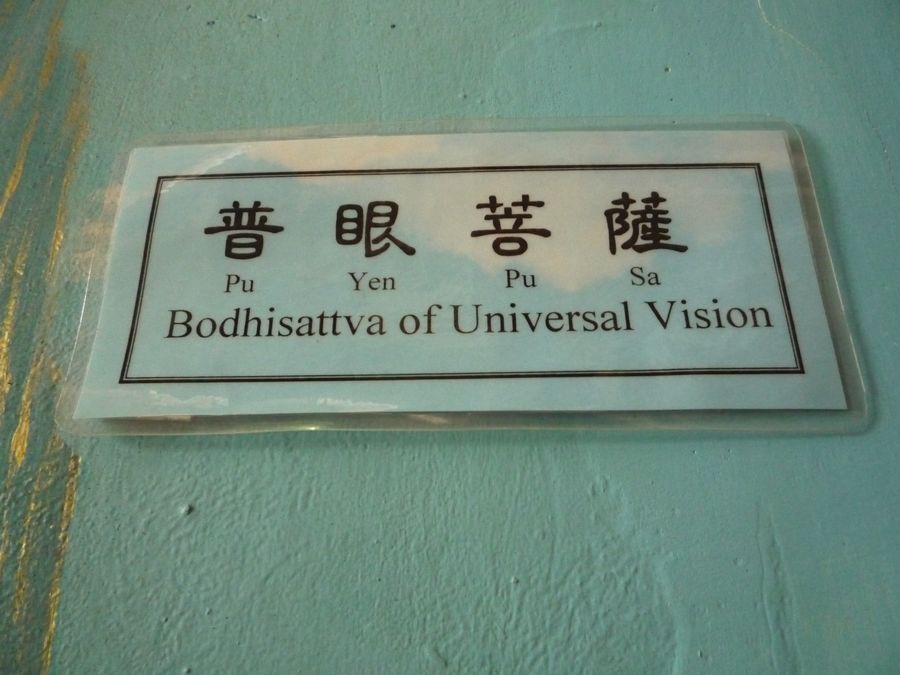 普眼菩薩
Pu Yen Pu Sa
Bodhisattva of Universal Vision